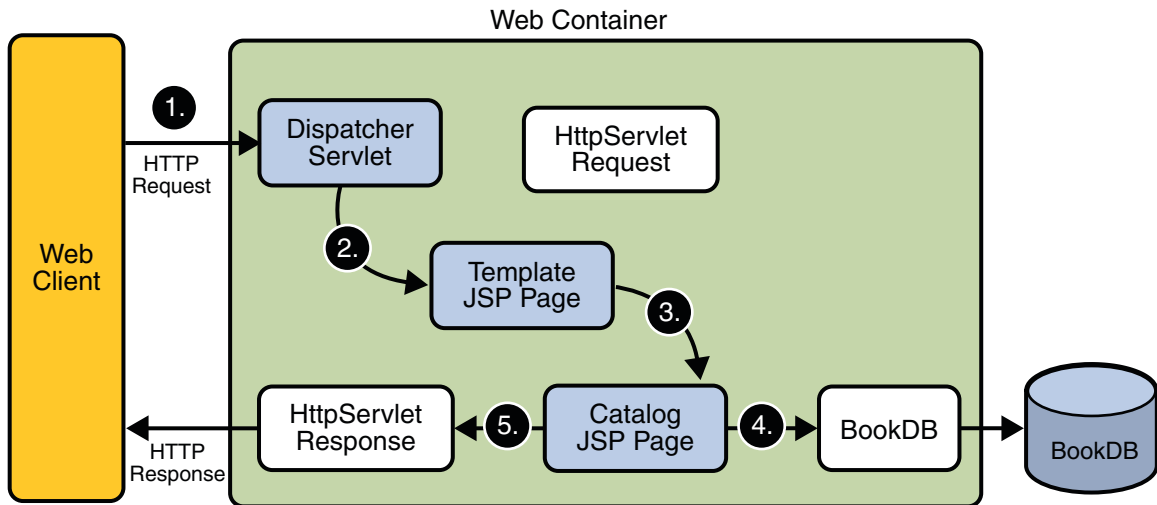 Web Container
1.
HTTP
Request
Dispatcher
Servlet
HttpServlet
Request
Web
Client
2.
Template
JSP Page
3.
HttpServlet
Response
5.
Catalog
JSP Page
4.
BookDB
BookDB
HTTP
Response